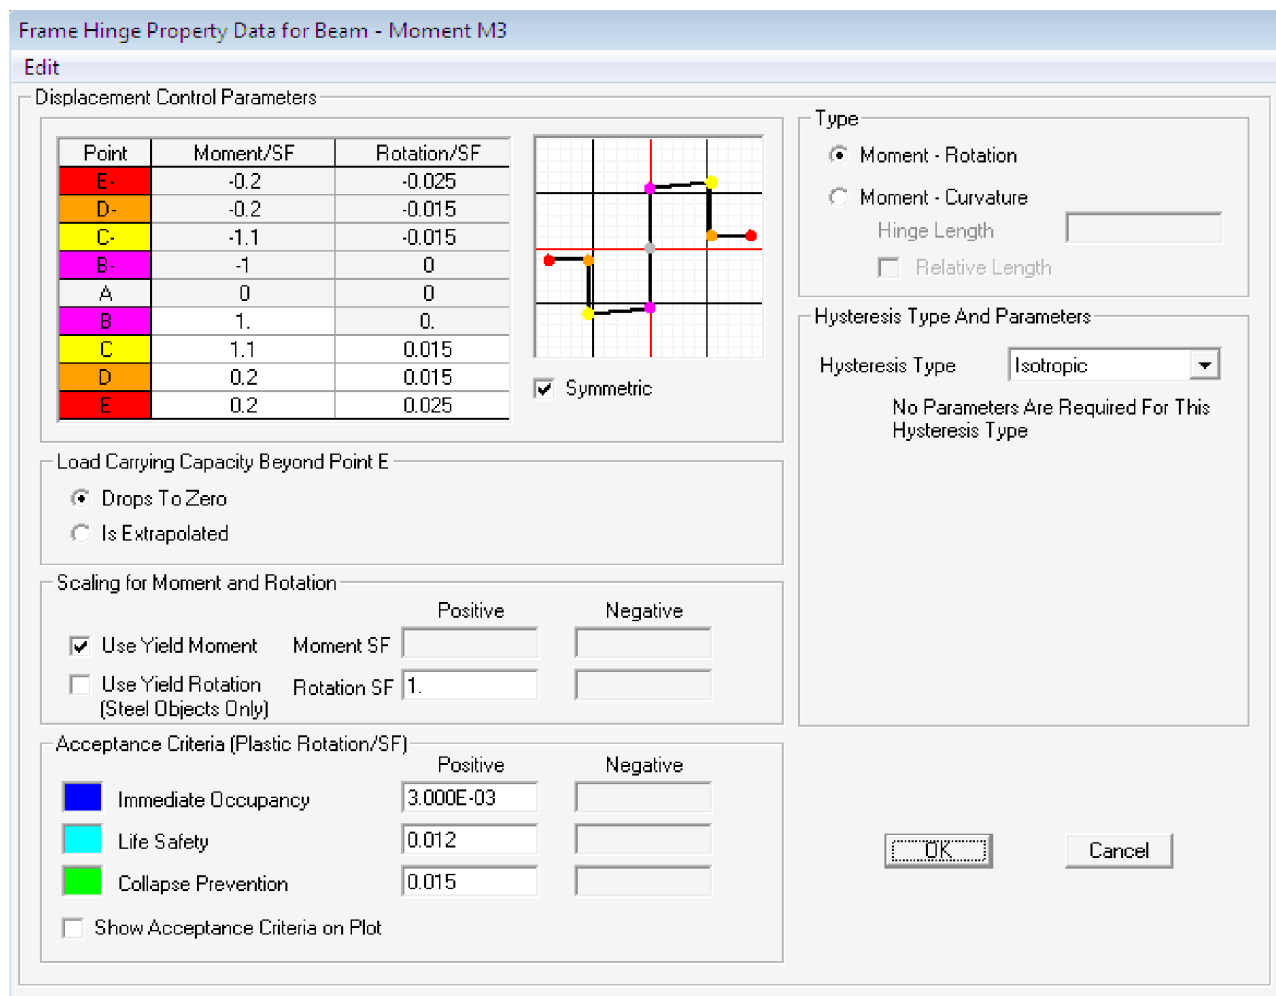 Frame Hinge Property Data for Beam - Moment M3
Edit
Displacement Control Parameters
Point Moment/SF Rotation/SF
E- -0.2 -0.025
D- -0.2 -0.015
C- -1.1 -0.015
B- -1 0
A 0 0
B 1. 0.
C 1.1 0.015
D 0.2 0.015
E 0.2 0.025
Symmetric
Load Carrying Capacity Beyond Point E
Drops To Zero
Is Extrapolated
Scaling for Moment and Rotation
Positive Negative
Use Yield Moment Moment SF
Use Yield Rotation Rotation SF 1.
(Steel Objects Only)
Acceptance Criteria (Plastic Rotation/SF)
Positive Negative
Immediate Occupancy 3.000E-03
Life Safety 0.012
Collapse Prevention 0.015
Show Acceptance Criteria on Plot
Type
Moment - Rotation
Moment - Curvature
Hinge Length
Relative Length
Hysteresis Type And Parameters
Hysteresis Type Isotropic
No Parameters Are Required For This
Hysteresis Type
OK Cancel